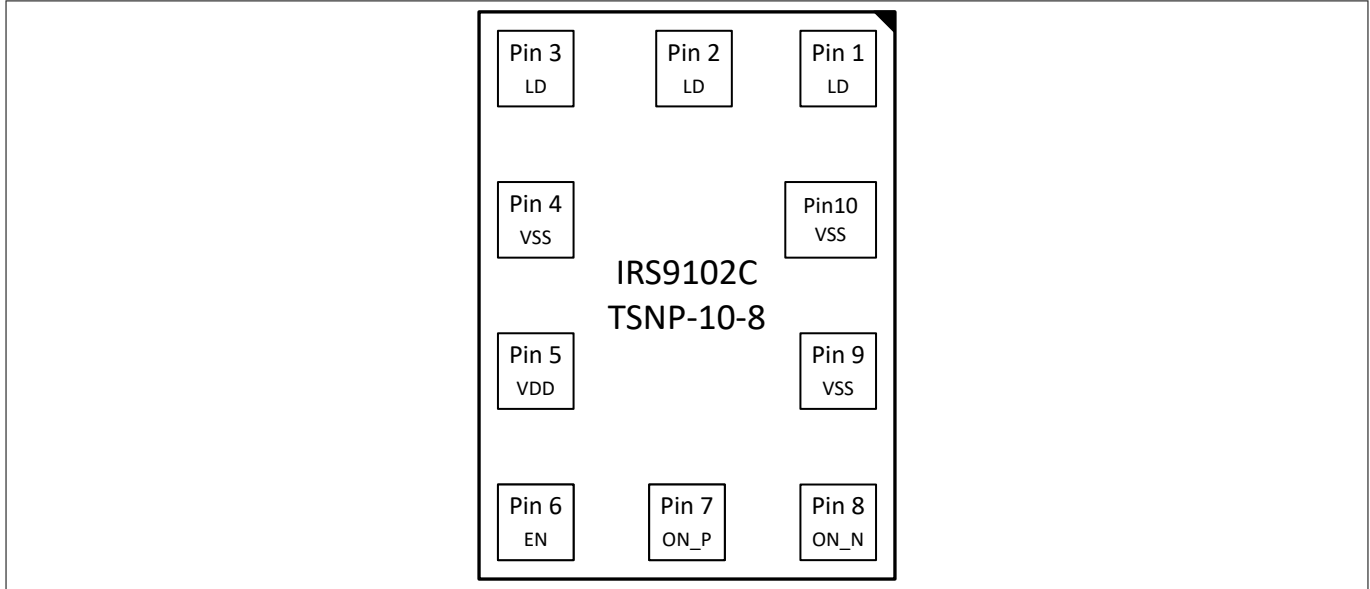 Pin 3
LD
Pin 2
LD
Pin 1
LD
Pin 4
VSS
Pin10
VSS
IRS9102C
TSNP-10-8
Pin 5
VDD
Pin 9
VSS
Pin 6
EN
Pin 7
ON_P
Pin 8
ON_N